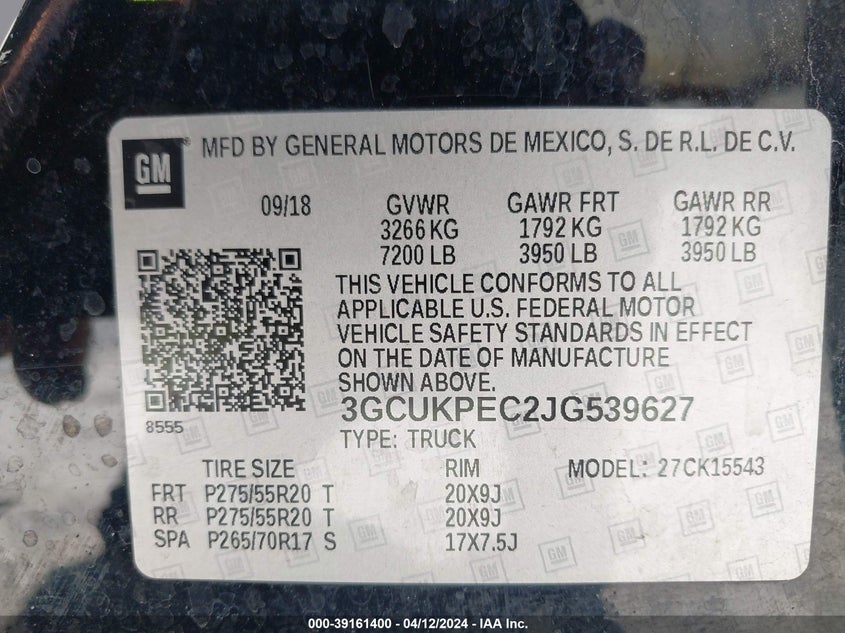 GM
MFD BY GENERAL MOTORS DE MEXICO, S. DE R.L. DE C.V.
09/18 GVWR GAWR FRT GAWR RR
3266 KG 1792 KG 1792 KG
7200 LB 3950 LB 3950 LB
THIS VEHICLE CONFORMS TO ALL
APPLICABLE U.S. FEDERAL MOTOR
VEHICLE SAFETY STANDARDS IN EFFECT
ON THE DATE OF MANUFACTURE
SHOWN ABOVE.
8555
3GCUKPEC2JG539627
TYPE: TRUCK
TIRE SIZE RIM MODEL: 27CK15543
FRT P275/55R20 T 20X9J
RR P275/55R20 T 20X9J
SPA P265/70R17 S 17X7.5J
000-39161400 - 04/12/2024 - IAA Inc.